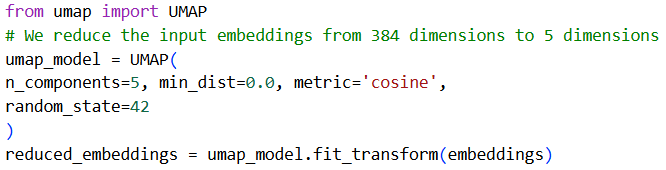 from umap import UMAP
# We reduce the input embeddings from 384 dimensions to 5 dimensions
umap_model = UMAP(
n_components=5, min_dist=0.0, metric='cosine',
random_state=42
)
reduced_embeddings = umap_model.fit_transform(embeddings)